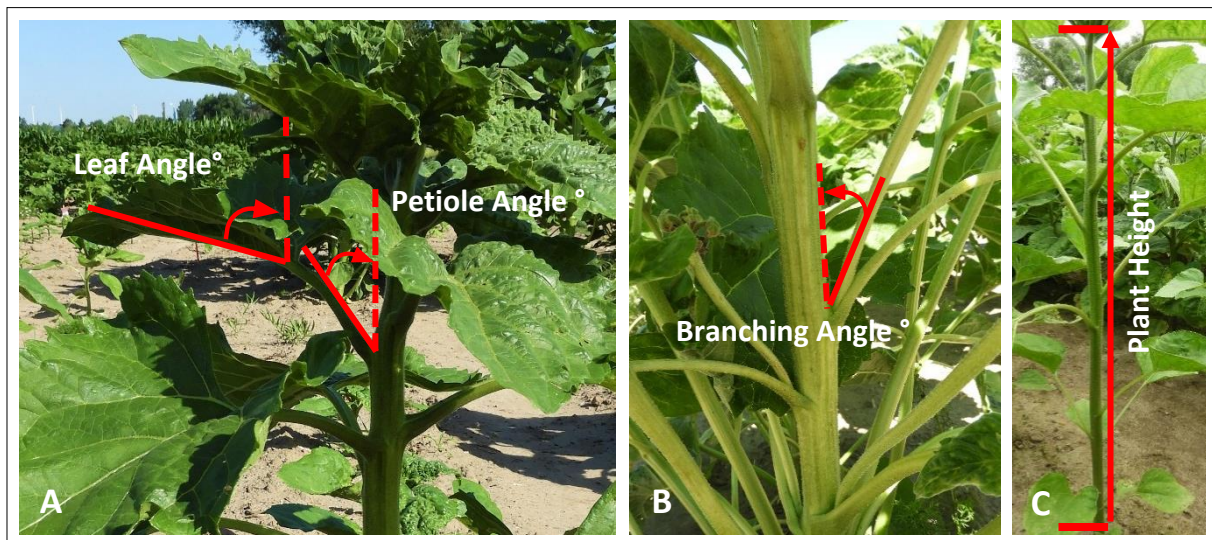 Leaf Angle°
Petiole Angle °
A
Branching Angle °
B
Plant Height
C